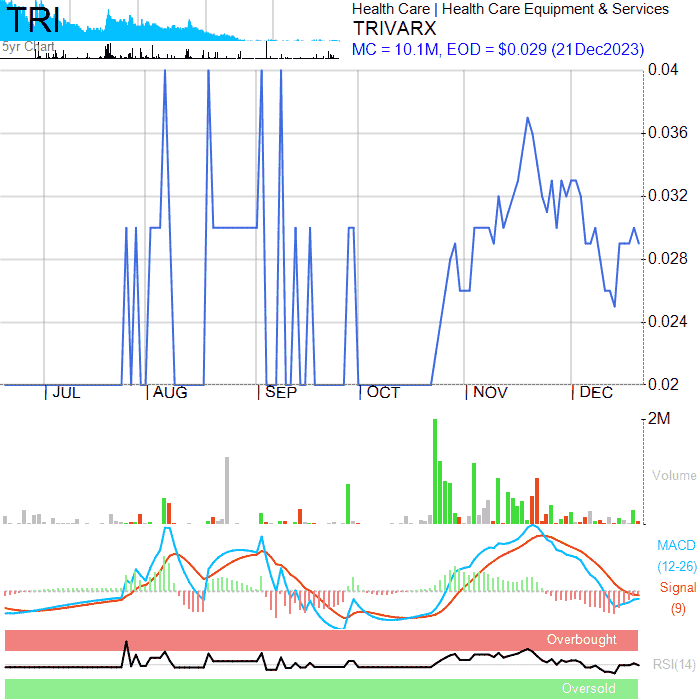 TRI
5yr Chart
Health Care | Health Care Equipment & Services
TRIVARX
MC = 10.1M, EOD = $0.029 (21Dec2023)
0.04
0.036
0.032
0.028
0.024
0.02
JUL
AUG
SEP
OCT
NOV
DEC
2M
Volume
MACD
(12-26)
Signal
(9)
Overbought
RSI(14)
Oversold